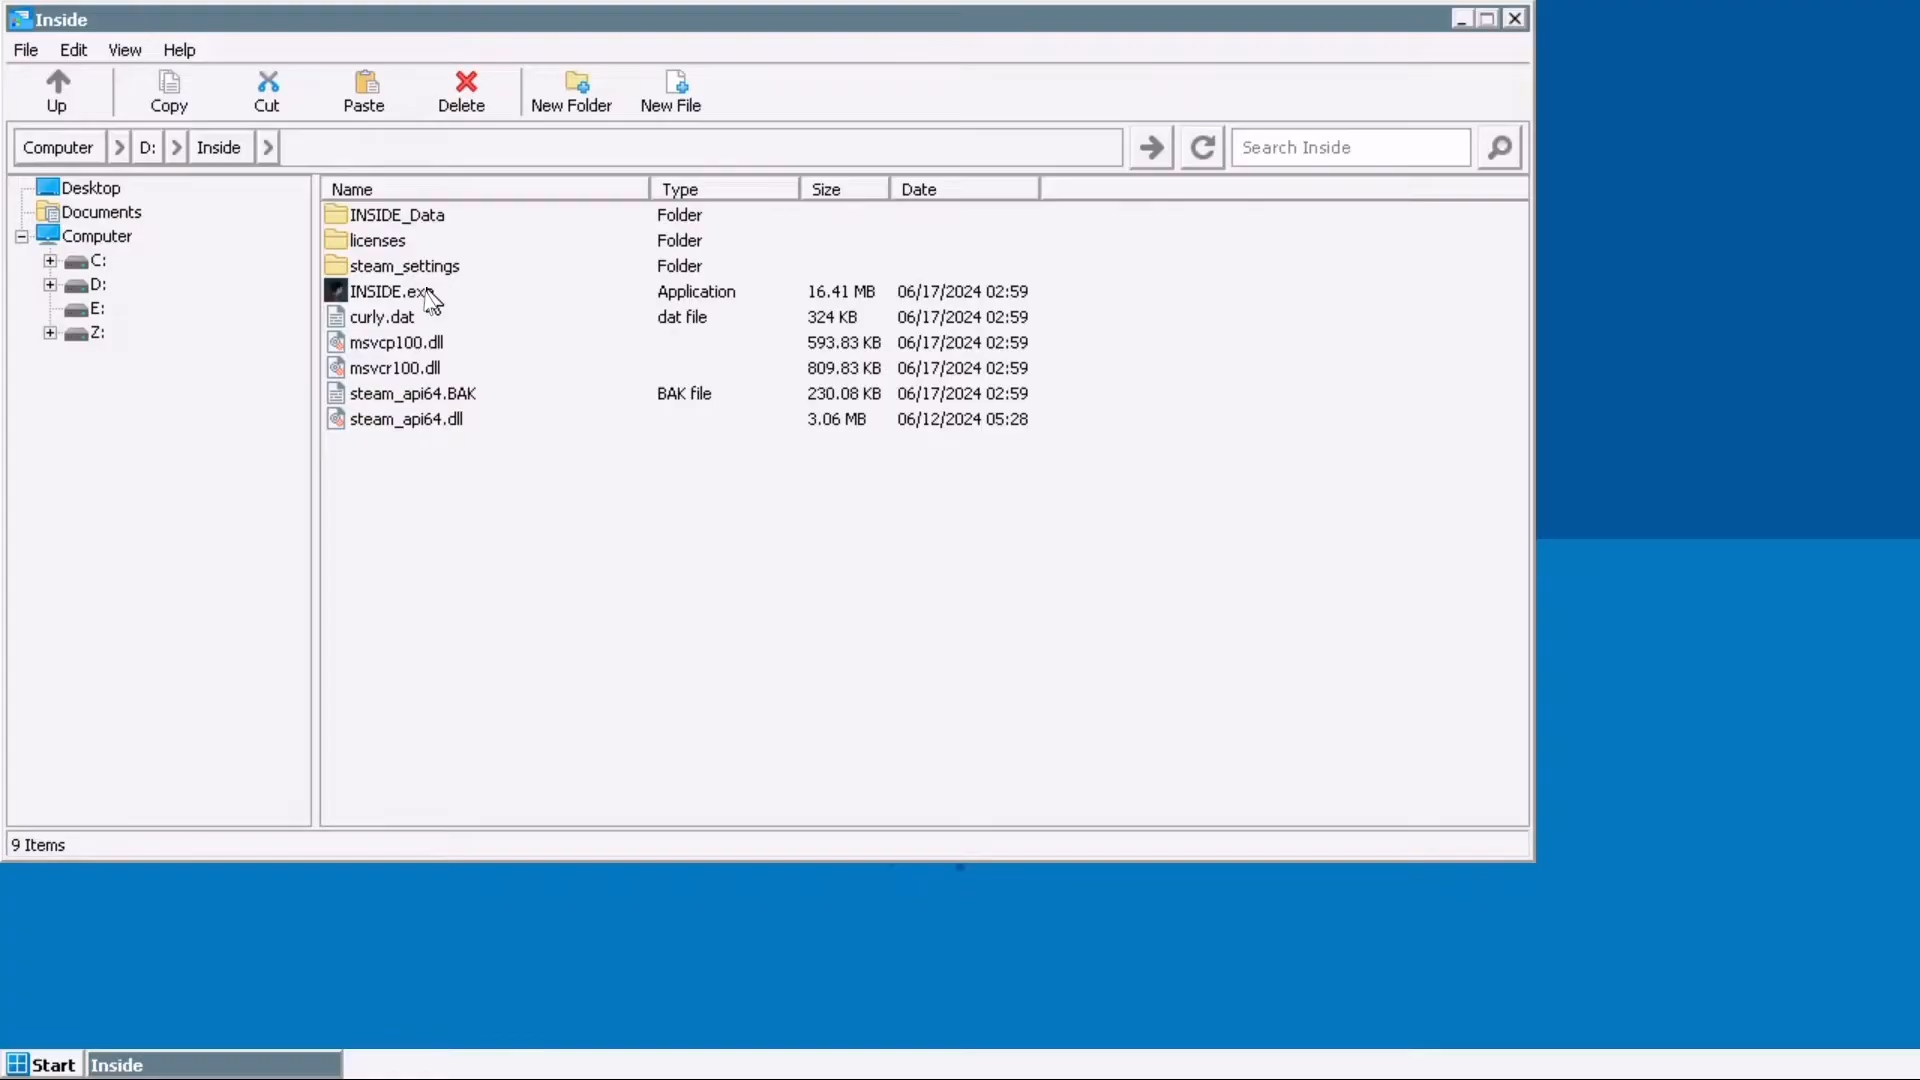 Inside
File Edit View Help
Up Copy Cut Paste Delete New Folder New File
Computer D: Inside Search Inside
Desktop
Documents
Computer
C:
D:
E:
Z:
Name Type Size Date
INSIDE_Data Folder
licenses Folder
steam_settings Folder
INSIDE.exe Application 16.41 MB 06/17/2024 02:59
curly.dat dat file 324 KB 06/17/2024 02:59
msvcp100.dll 593.83 KB 06/17/2024 02:59
msvcr100.dll 809.83 KB 06/17/2024 02:59
steam_api64.BAK BAK file 230.08 KB 06/17/2024 02:59
steam_api64.dll 3.06 MB 06/12/2024 05:28
9 Items
Start Inside